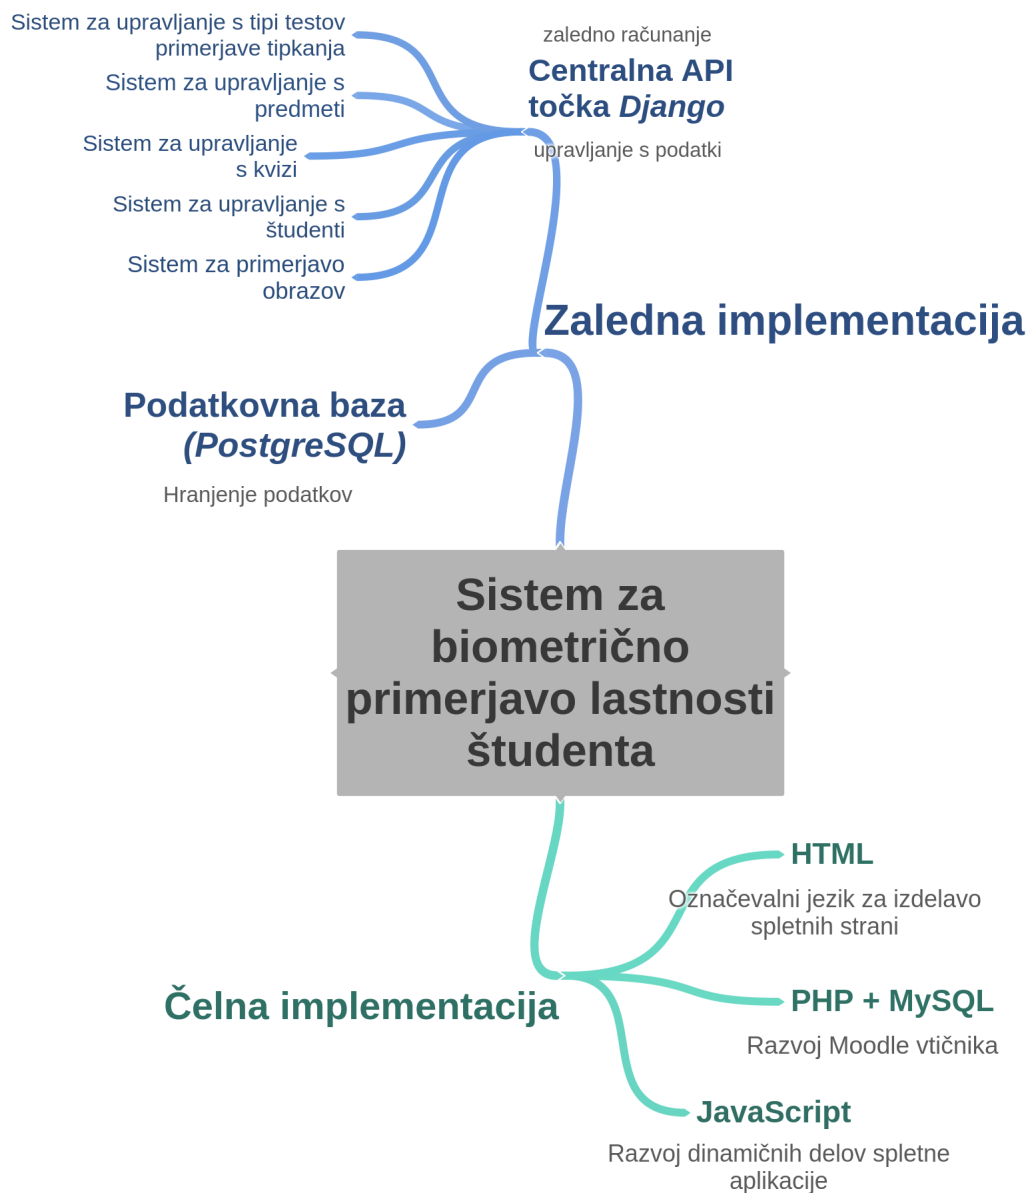 Sistem za upravljanje s tipi testov
primerjave tipkanja
Sistem za upravljanje s
predmeti
Sistem za upravljanje
s kvizi
Sistem za upravljanje s
študenti
Sistem za primerjavo
obrazov
zaledno računanje
Centralna API
točka Django
upravljanje s podatki
Zaledna implementacija
Podatkovna baza
(PostgreSQL)
Hranjenje podatkov
Sistem za
biometrično
primerjavo lastnosti
študenta
Čelna implementacija
HTML
Označevalni jezik za izdelavo
spletnih strani
PHP + MySQL
Razvoj Moodle vtičnika
JavaScript
Razvoj dinamičnih delov spletne
aplikacije